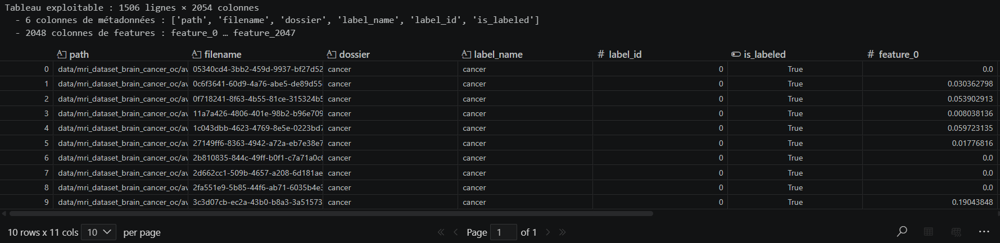 Tableau exploitable : 1506 lignes × 2054 colonnes
- 6 colonnes de métadonnées : ['path', 'filename', 'dossier', 'label_name', 'label_id', 'is_labeled']
- 2048 colonnes de features : feature_0 … feature_2047
path filename dossier label_name # label_id is_labeled # feature_0
0 data/mri_dataset_brain_cancer_oc/av 05340cd4-3bb2-459d-9937-bf27d52 cancer cancer 0 True 0.0
1 data/mri_dataset_brain_cancer_oc/av 0c6f3641-60d9-4a76-abe5-de89d55 cancer cancer 0 True 0.030362798
2 data/mri_dataset_brain_cancer_oc/av 0f718241-8f63-4b55-81ce-315324b5 cancer cancer 0 True 0.053902913
3 data/mri_dataset_brain_cancer_oc/av 11a7a426-4806-401e-98b2-b96e709 cancer cancer 0 True 0.008038136
4 data/mri_dataset_brain_cancer_oc/av 1c043dbb-4623-4769-8e5e-0223bd7 cancer cancer 0 True 0.059723135
5 data/mri_dataset_brain_cancer_oc/av 27149ff6-8363-4942-a72a-eb7e38e7 cancer cancer 0 True 0.01776816
6 data/mri_dataset_brain_cancer_oc/av 2b810835-844c-49ff-b0f1-c7a71a0c6 cancer cancer 0 True 0.0
7 data/mri_dataset_brain_cancer_oc/av 2d662cc1-509b-4657-a208-6d181ae cancer cancer 0 True 0.0
8 data/mri_dataset_brain_cancer_oc/av 2fa551e9-5b85-44f6-ab71-6035b4e3 cancer cancer 0 True 0.0
9 data/mri_dataset_brain_cancer_oc/av 3c3d07cb-ec2a-43b0-b8a3-3a51573 cancer cancer 0 True 0.19043848
10 rows x 11 cols 10 per page Page 1 of 1